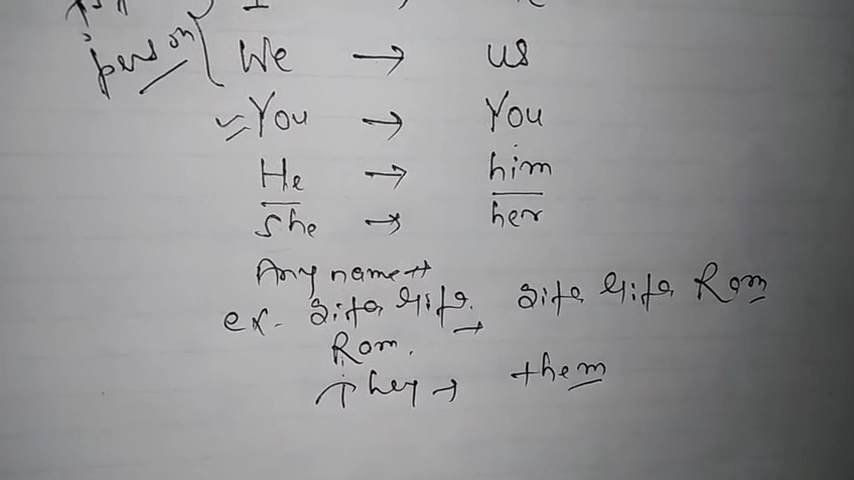 person { We → us
You → You
He → him
She → her
Any name →
ex. Sita, Gita, → Sita, Gita, Ram
Ram.
They → them